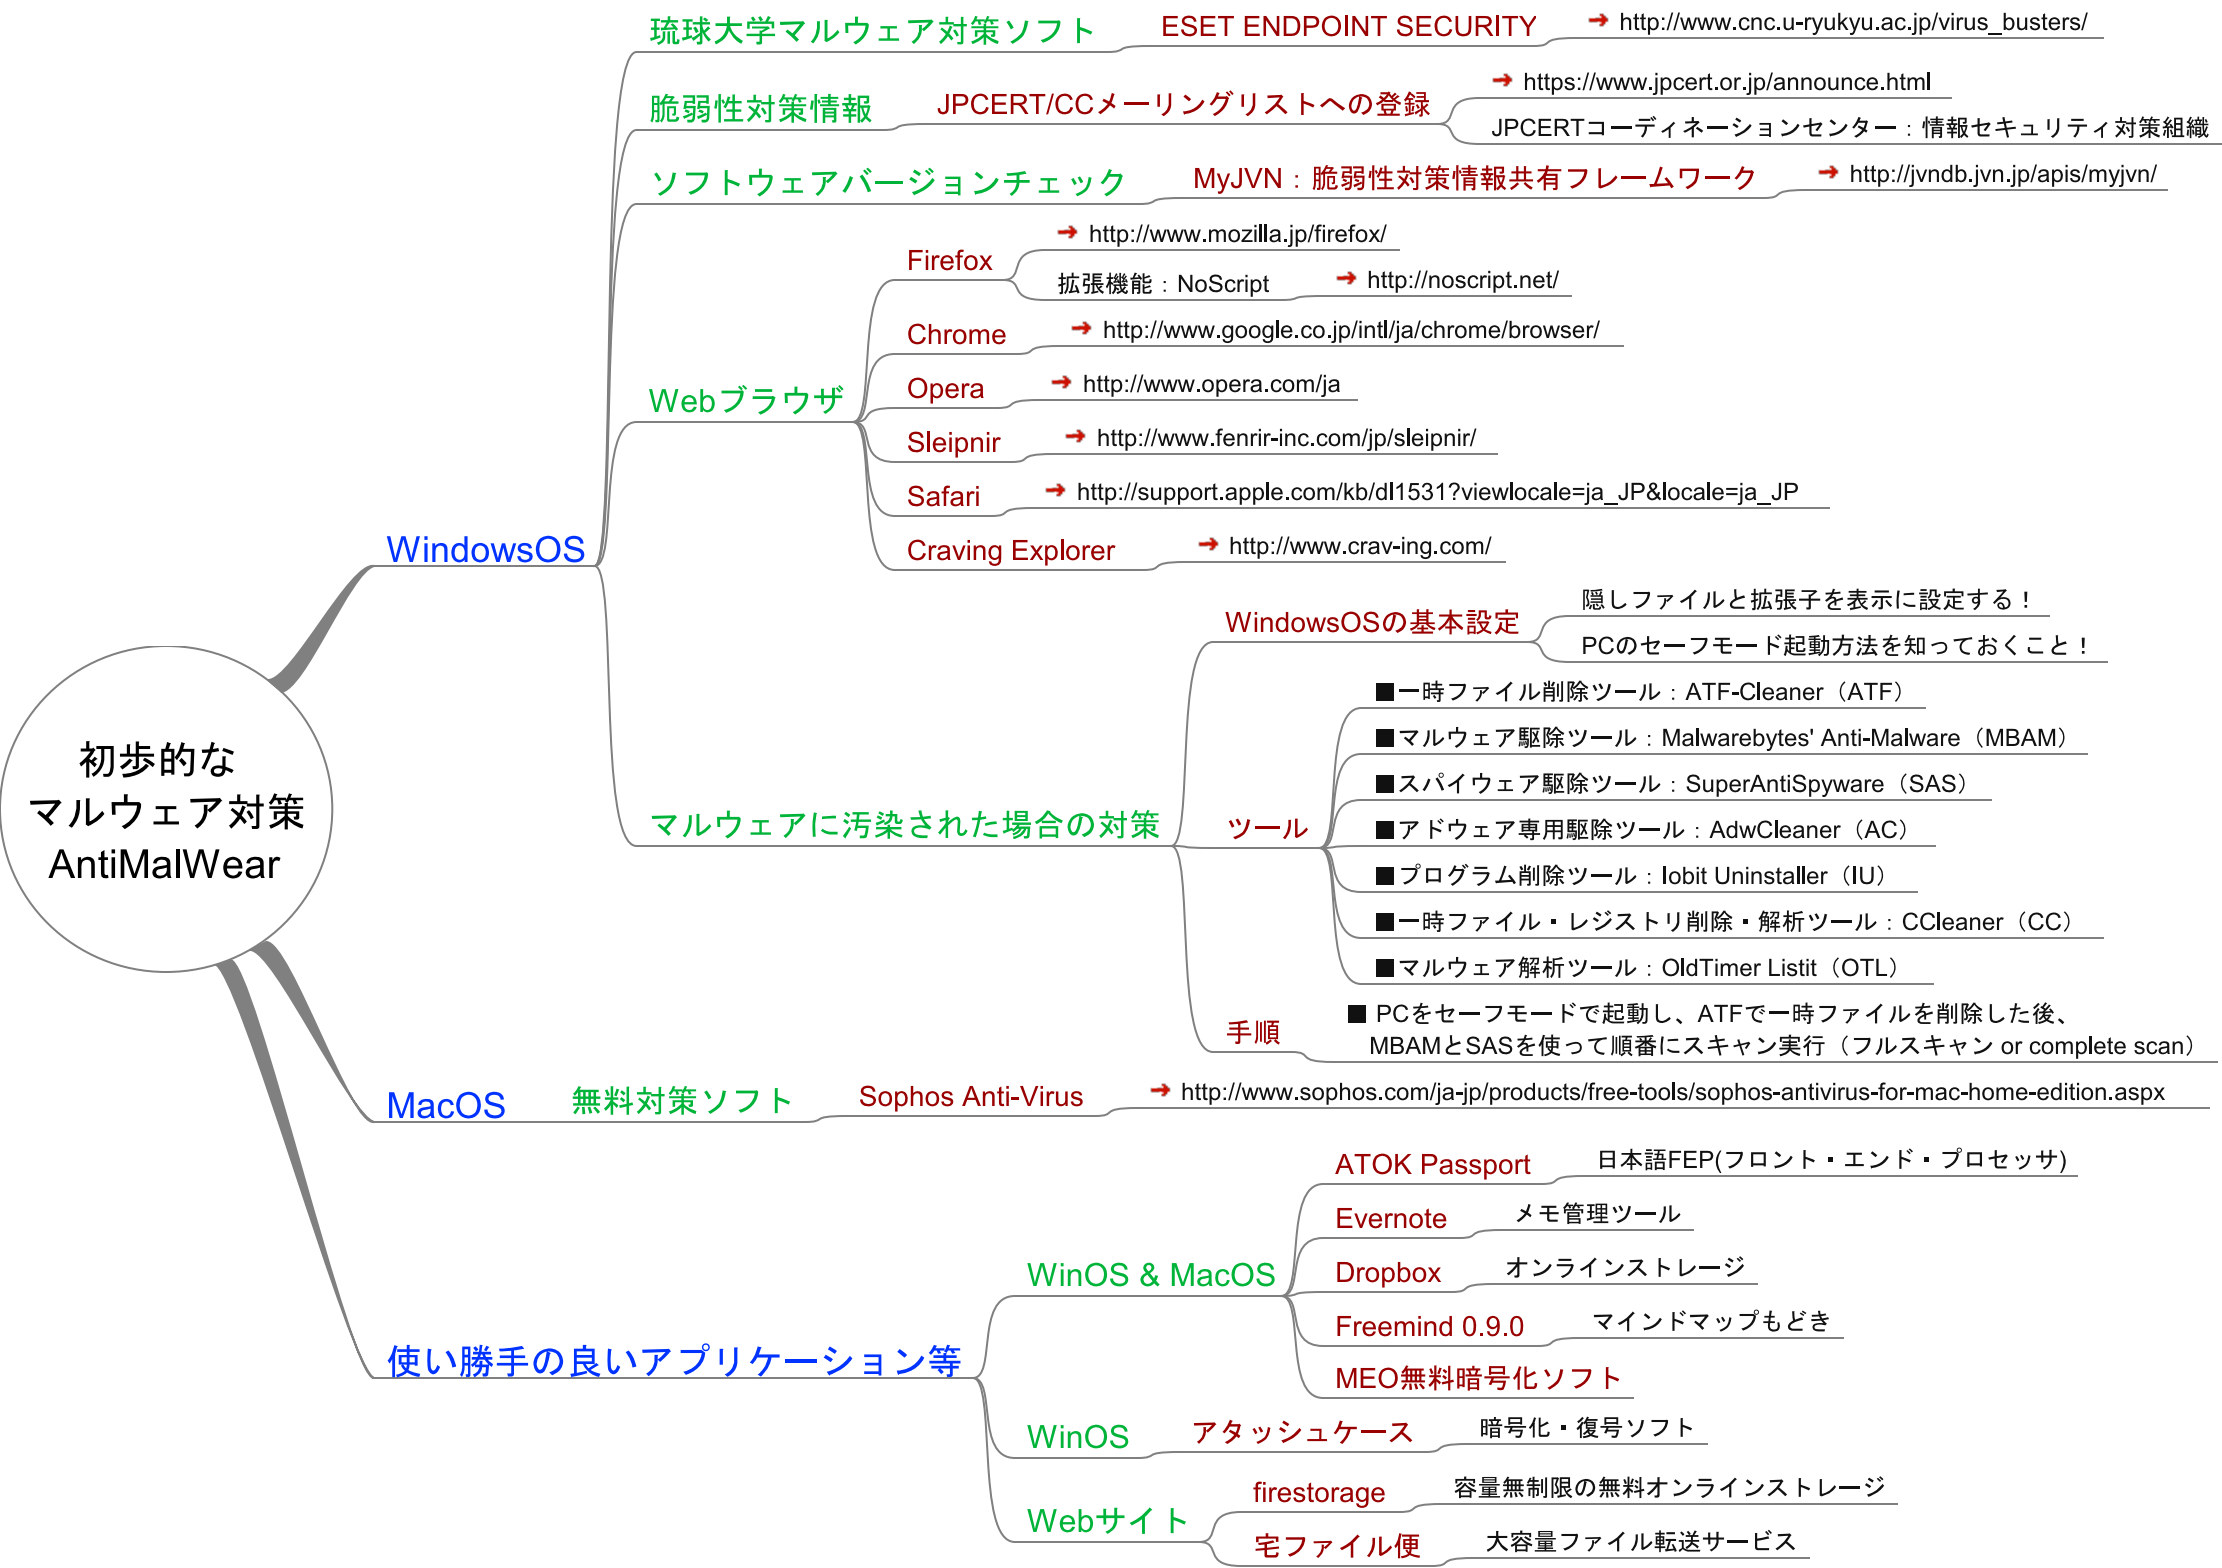 初歩的な
マルウェア対策
AntiMalWear
WindowsOS
琉球大学マルウェア対策ソフト
ESET ENDPOINT SECURITY
http://www.cnc.u-ryukyu.ac.jp/virus_busters/
脆弱性対策情報
JPCERT/CCメーリングリストへの登録
https://www.jpcert.or.jp/announce.html
JPCERTコーディネーションセンター：情報セキュリティ対策組織
ソフトウェアバージョンチェック
MyJVN：脆弱性対策情報共有フレームワーク
http://jvndb.jvn.jp/apis/myjvn/
Webブラウザ
Firefox
http://www.mozilla.jp/firefox/
拡張機能：NoScript
http://noscript.net/
Chrome
http://www.google.co.jp/intl/ja/chrome/browser/
Opera
http://www.opera.com/ja
Sleipnir
http://www.fenrir-inc.com/jp/sleipnir/
Safari
http://support.apple.com/kb/dl1531?viewlocale=ja_JP&locale=ja_JP
Craving Explorer
http://www.crav-ing.com/
マルウェアに汚染された場合の対策
WindowsOSの基本設定
隠しファイルと拡張子を表示に設定する！
PCのセーフモード起動方法を知っておくこと！
ツール
■一時ファイル削除ツール：ATF-Cleaner（ATF）
■マルウェア駆除ツール：Malwarebytes' Anti-Malware（MBAM）
■スパイウェア駆除ツール：SuperAntiSpyware（SAS）
■アドウェア専用駆除ツール：AdwCleaner（AC）
■プログラム削除ツール：Iobit Uninstaller（IU）
■一時ファイル・レジストリ削除・解析ツール：CCleaner（CC）
■マルウェア解析ツール：OldTimer Listit（OTL）
手順
■ PCをセーフモードで起動し、ATFで一時ファイルを削除した後、
MBAMとSASを使って順番にスキャン実行（フルスキャン or complete scan）
MacOS
無料対策ソフト
Sophos Anti-Virus
http://www.sophos.com/ja-jp/products/free-tools/sophos-antivirus-for-mac-home-edition.aspx
使い勝手の良いアプリケーション等
WinOS & MacOS
ATOK Passport
日本語FEP(フロント・エンド・プロセッサ)
Evernote
メモ管理ツール
Dropbox
オンラインストレージ
Freemind 0.9.0
マインドマップもどき
MEO無料暗号化ソフト
WinOS
アタッシュケース
暗号化・復号ソフト
Webサイト
firestorage
容量無制限の無料オンラインストレージ
宅ファイル便
大容量ファイル転送サービス